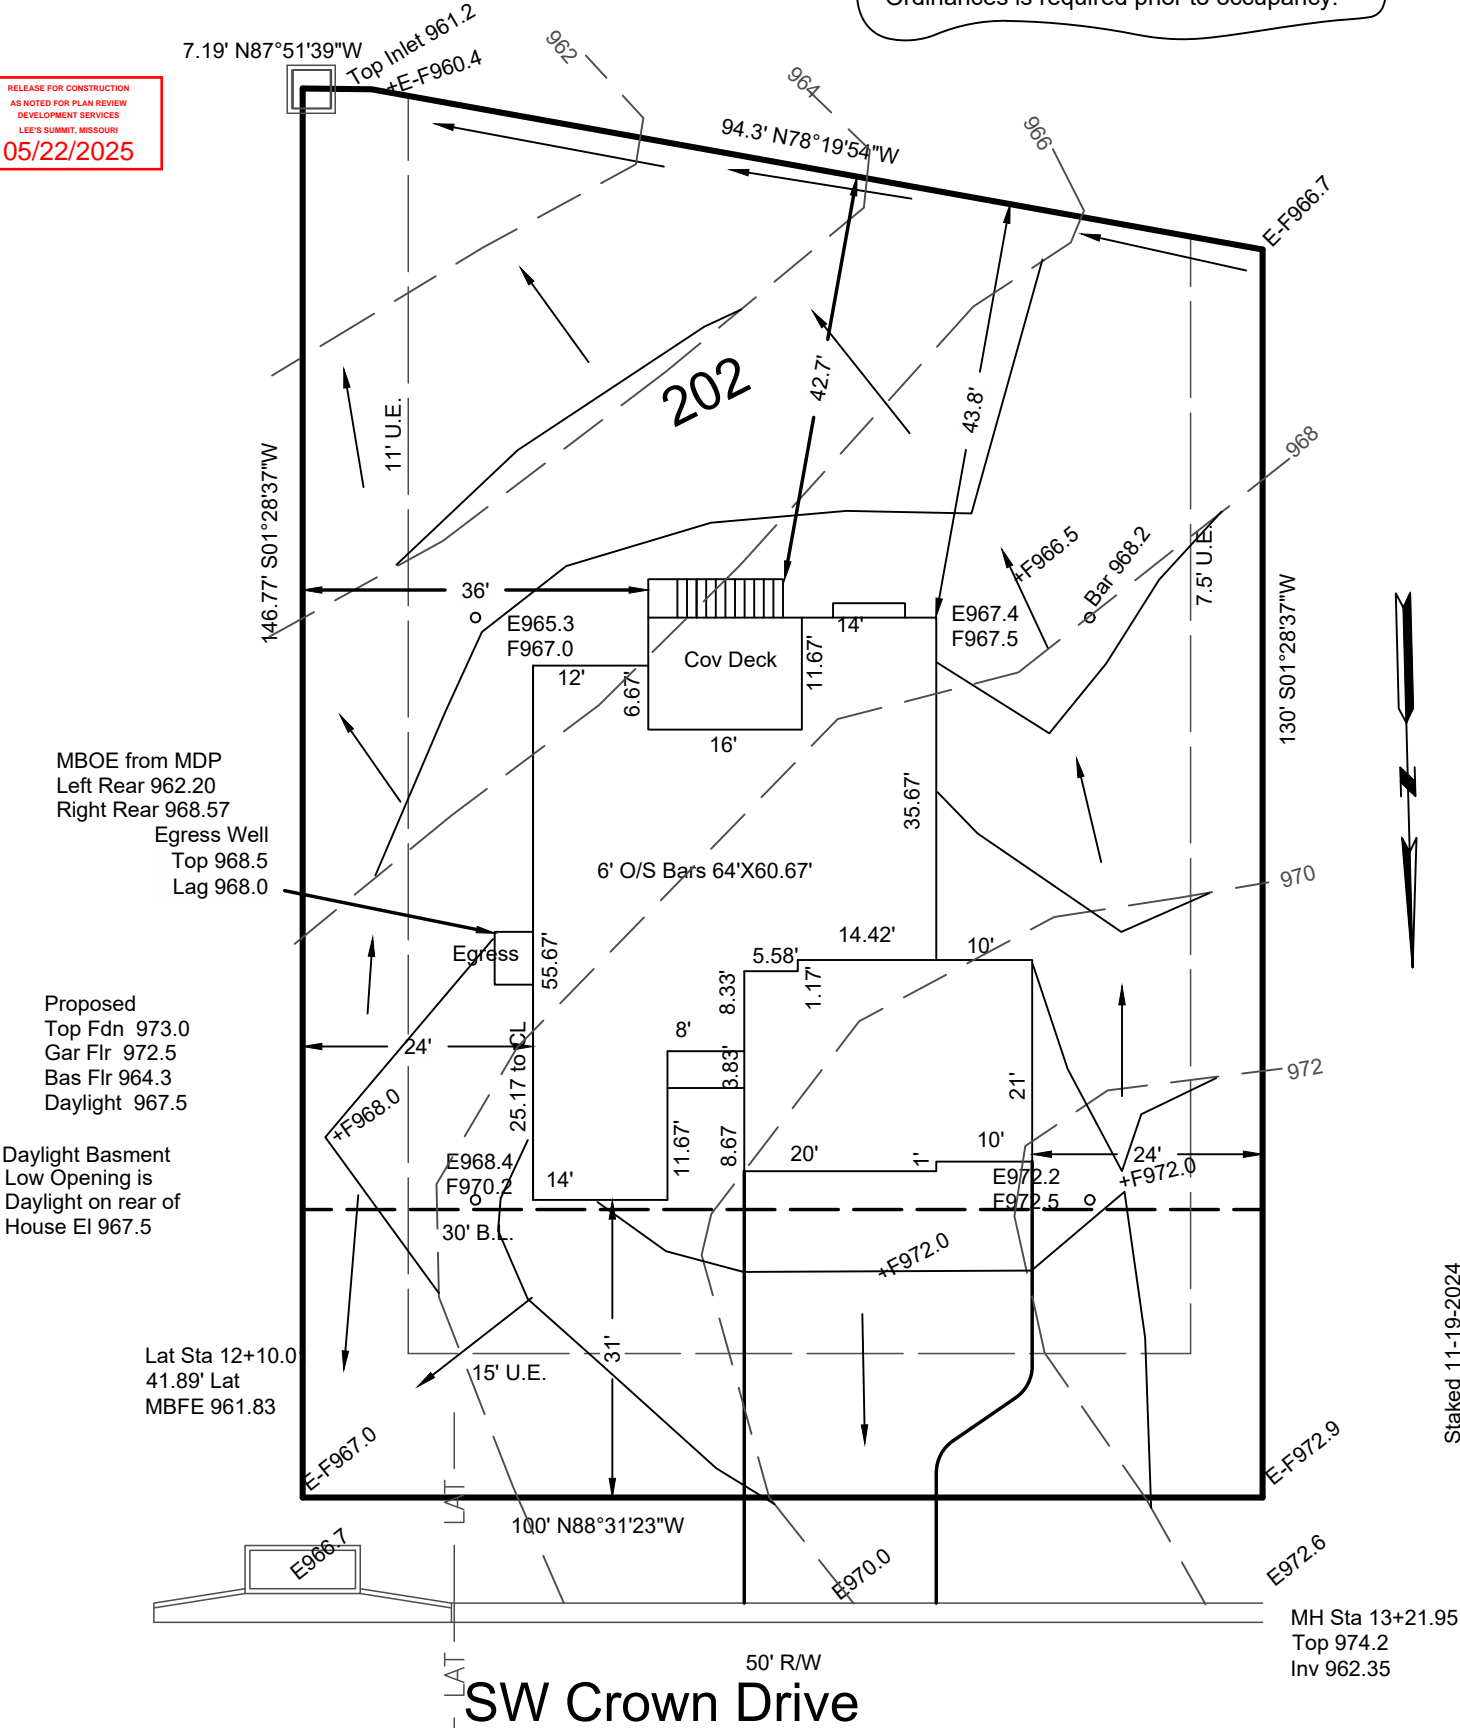 Ordinances is required prior to occupancy.
7.19' N87°51'39"W
Top Inlet 961.2
+E-F960.4
962
964
966
94.3' N78°19'54"W
E-F966.7
RELEASE FOR CONSTRUCTION
AS NOTED FOR PLAN REVIEW
DEVELOPMENT SERVICES
LEE'S SUMMIT, MISSOURI
05/22/2025
202
42.7'
43.8'
11' U.E.
146.77' S01°28'37"W
968
+F966.5
Bar 968.2
7.5' U.E.
130' S01°28'37"W
36'
E965.3
F967.0
E967.4
F967.5
14'
Cov Deck
11.67'
12'
6.67'
16'
MBOE from MDP
Left Rear 962.20
Right Rear 968.57
Egress Well
Top 968.5
Lag 968.0
35.67'
6' O/S Bars 64'X60.67'
970
14.42'
5.58'
10'
Egress
55.67'
8.33'
1.17'
Proposed
Top Fdn 973.0
Gar Flr 972.5
Bas Flr 964.3
Daylight 967.5
24'
25.17 to CL
8'
3.83'
972
21'
+F968.0
Daylight Basment
Low Opening is
Daylight on rear of
House El 967.5
E968.4
F970.2
14'
11.67'
8.67
20'
1'
10'
24'
+F972.0
E972.2
F972.5
30' B.L.
+F972.0
Staked 11-19-2024
Lat Sta 12+10.0
41.89' Lat
MBFE 961.83
15' U.E.
31'
E-F967.0
E-F972.9
LAT
100' N88°31'23"W
E966.7
E970.0
E972.6
MH Sta 13+21.95
Top 974.2
Inv 962.35
50' R/W
LAT
SW Crown Drive